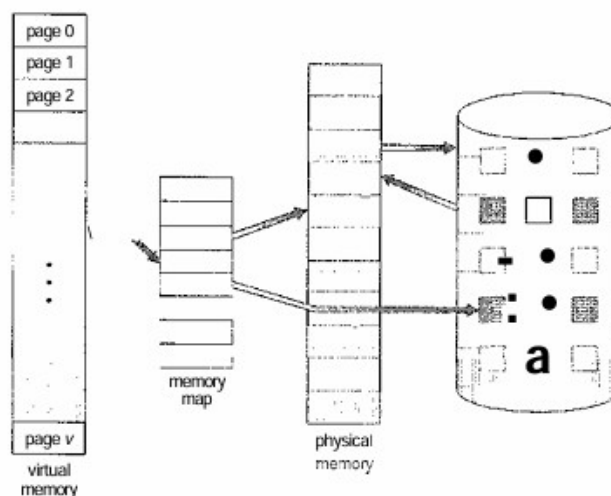 page 0
page 1
page 2
page v
virtual
memory
memory
map
physical
memory
a